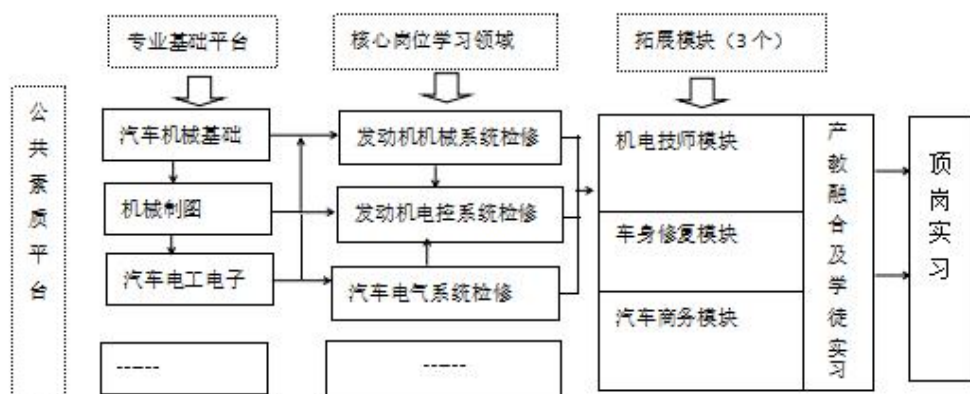 专业基础平台
核心岗位学习领域
拓展模块（3 个）
公共素质平台
汽车机械基础
机械制图
汽车电工电子
------
发动机机械系统检修
发动机电控系统检修
汽车电气系统检修
------
机电技师模块
车身修复模块
汽车商务模块
产教融合及学徒实习
顶岗实习